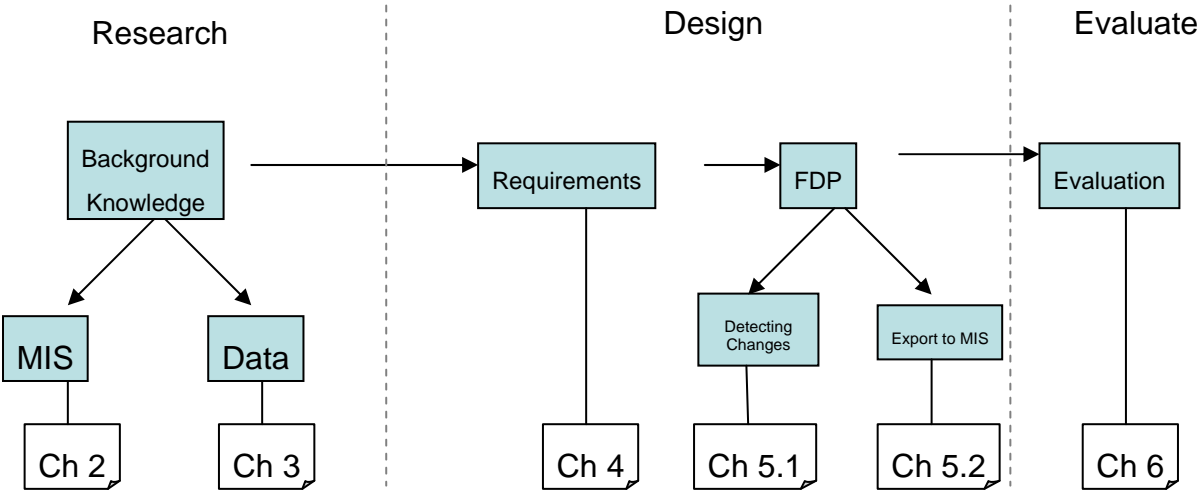 Research
Design
Evaluate
Background
Knowledge
Requirements
FDP
Evaluation
MIS
Data
Detecting
Changes
Export to MIS
Ch 2
Ch 3
Ch 4
Ch 5.1
Ch 5.2
Ch 6